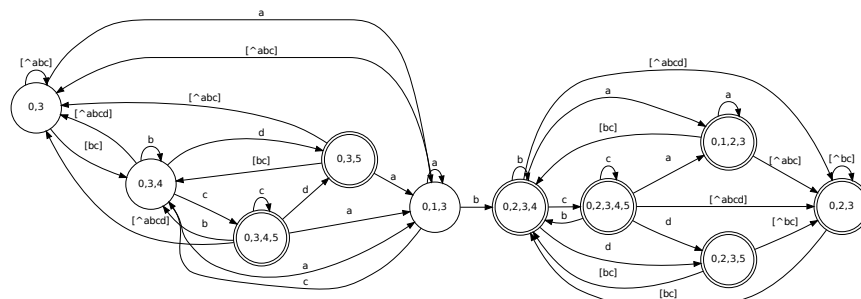 a
[^abc]
[^abcd]
[^abc]
[^abc]
a
a
[bc]
a
[^abcd]
b
d
0,3
0,3,5
0,1,2,3
[bc]
[bc]
a
[^abc]
[^bc]
0,3,4
c
d
a
a
b
b
c
c
c
a
[^abcd]
0,1,3
0,2,3,4
0,2,3,4,5
0,2,3
[^abcd]
b
b
d
[^bc]
0,3,4,5
d
0,2,3,5
a
[bc]
c
[bc]